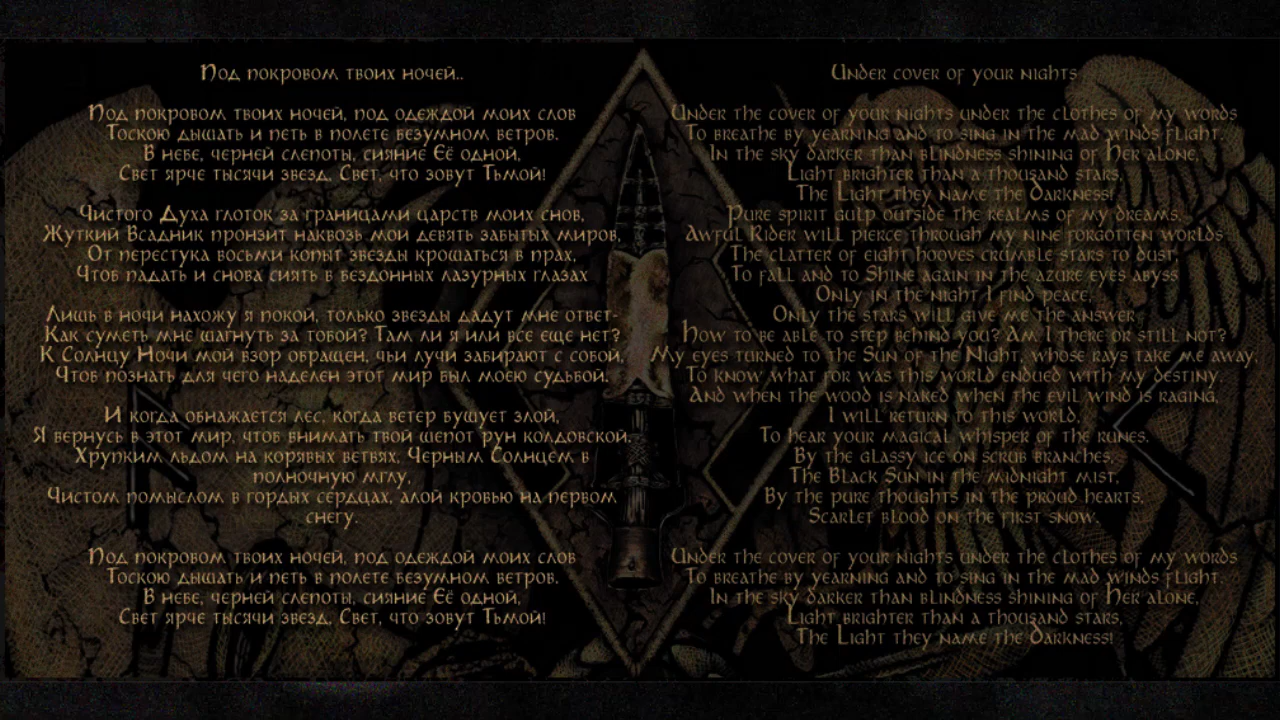 Под покровом твоих ночей..
Под покровом твоих ночей, под одеждой моих слов
Тоскою дышать и петь в полете безумном ветров.
В небе, черней слепоты, сияние Её одной,
Свет ярче тысячи звезд, Свет, что зовут Тьмой!
Чистого Духа глоток за границами царств моих снов,
Жуткий Всадник пронзит наквозь мои девять забытых миров,
От перестука восьми копыт звезды крошаться в прах,
Чтоб падать и снова сиять в бездонных лазурных глазах
Лишь в ночи нахожу я покой, только звезды дадут мне ответ-
Как суметь мне шагнуть за тобой? Там ли я или все еще нет?
К Солнцу Ночи мой взор обращен, чьи лучи забирают с собой,
Чтоб познать для чего наделен этот мир был моею судьбой.
И когда обнажается лес, когда ветер бушует злой,
Я вернусь в этот мир, чтоб внимать твой шепот рун колдовской,
Хрупким льдом на корявых ветвях, Черным Солнцем в
полночную мглу,
Чистом помыслом в гордых сердцах, алой кровью на первом
снегу.
Под покровом твоих ночей, под одеждой моих слов
Тоскою дышать и петь в полете безумном ветров.
В небе, черней слепоты, сияние Её одной,
Свет ярче тысячи звезд, Свет, что зовут Тьмой!
Under cover of your nights
Under the cover of your nights under the clothes of my words
To breathe by yearning and to sing in the mad winds flight.
In the sky darker than blindness shining of Her alone,
Light brighter than a thousand stars,
The Light they name the Darkness!
Pure spirit gulp outside the realms of my dreams,
Awful Rider will pierce through my nine forgotten worlds
The clatter of eight hooves crumble stars to dust,
To fall and to Shine again in the azure eyes abyss
Only in the night I find peace,
Only the stars will give me the answer
How to be able to step behind you? Am I there or still not?
My eyes turned to the Sun of the Night, whose rays take me away,
To know what for was this world endued with my destiny.
And when the wood is naked when the evil wind is raging,
I will return to this world,
To hear your magical whisper of the runes.
By the glassy ice on scrub branches,
The Black Sun in the midnight mist,
By the pure thoughts in the proud hearts,
Scarlet blood on the first snow.
Under the cover of your nights under the clothes of my words
To breathe by yearning and to sing in the mad winds flight.
In the sky darker than blindness shining of Her alone,
Light brighter than a thousand stars,
The Light they name the Darkness!